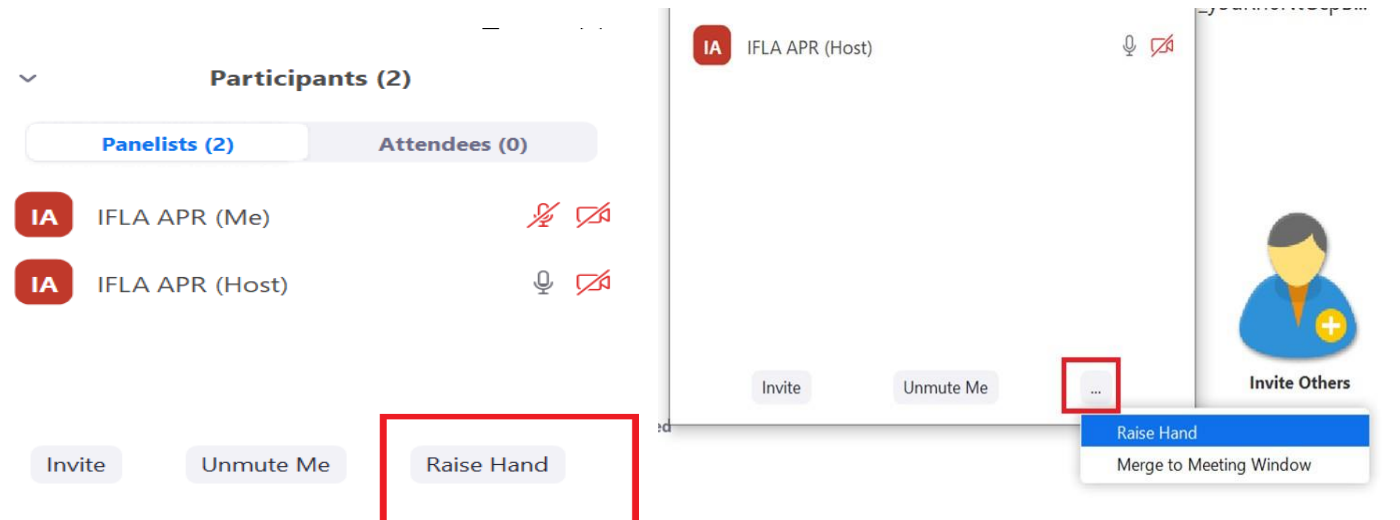 Participants (2)
Panelists (2) Attendees (0)
IA IFLA APR (Me)
IA IFLA APR (Host)
Invite Unmute Me Raise Hand
IA IFLA APR (Host)
Invite Unmute Me ...
Raise Hand
Merge to Meeting Window
Invite Others